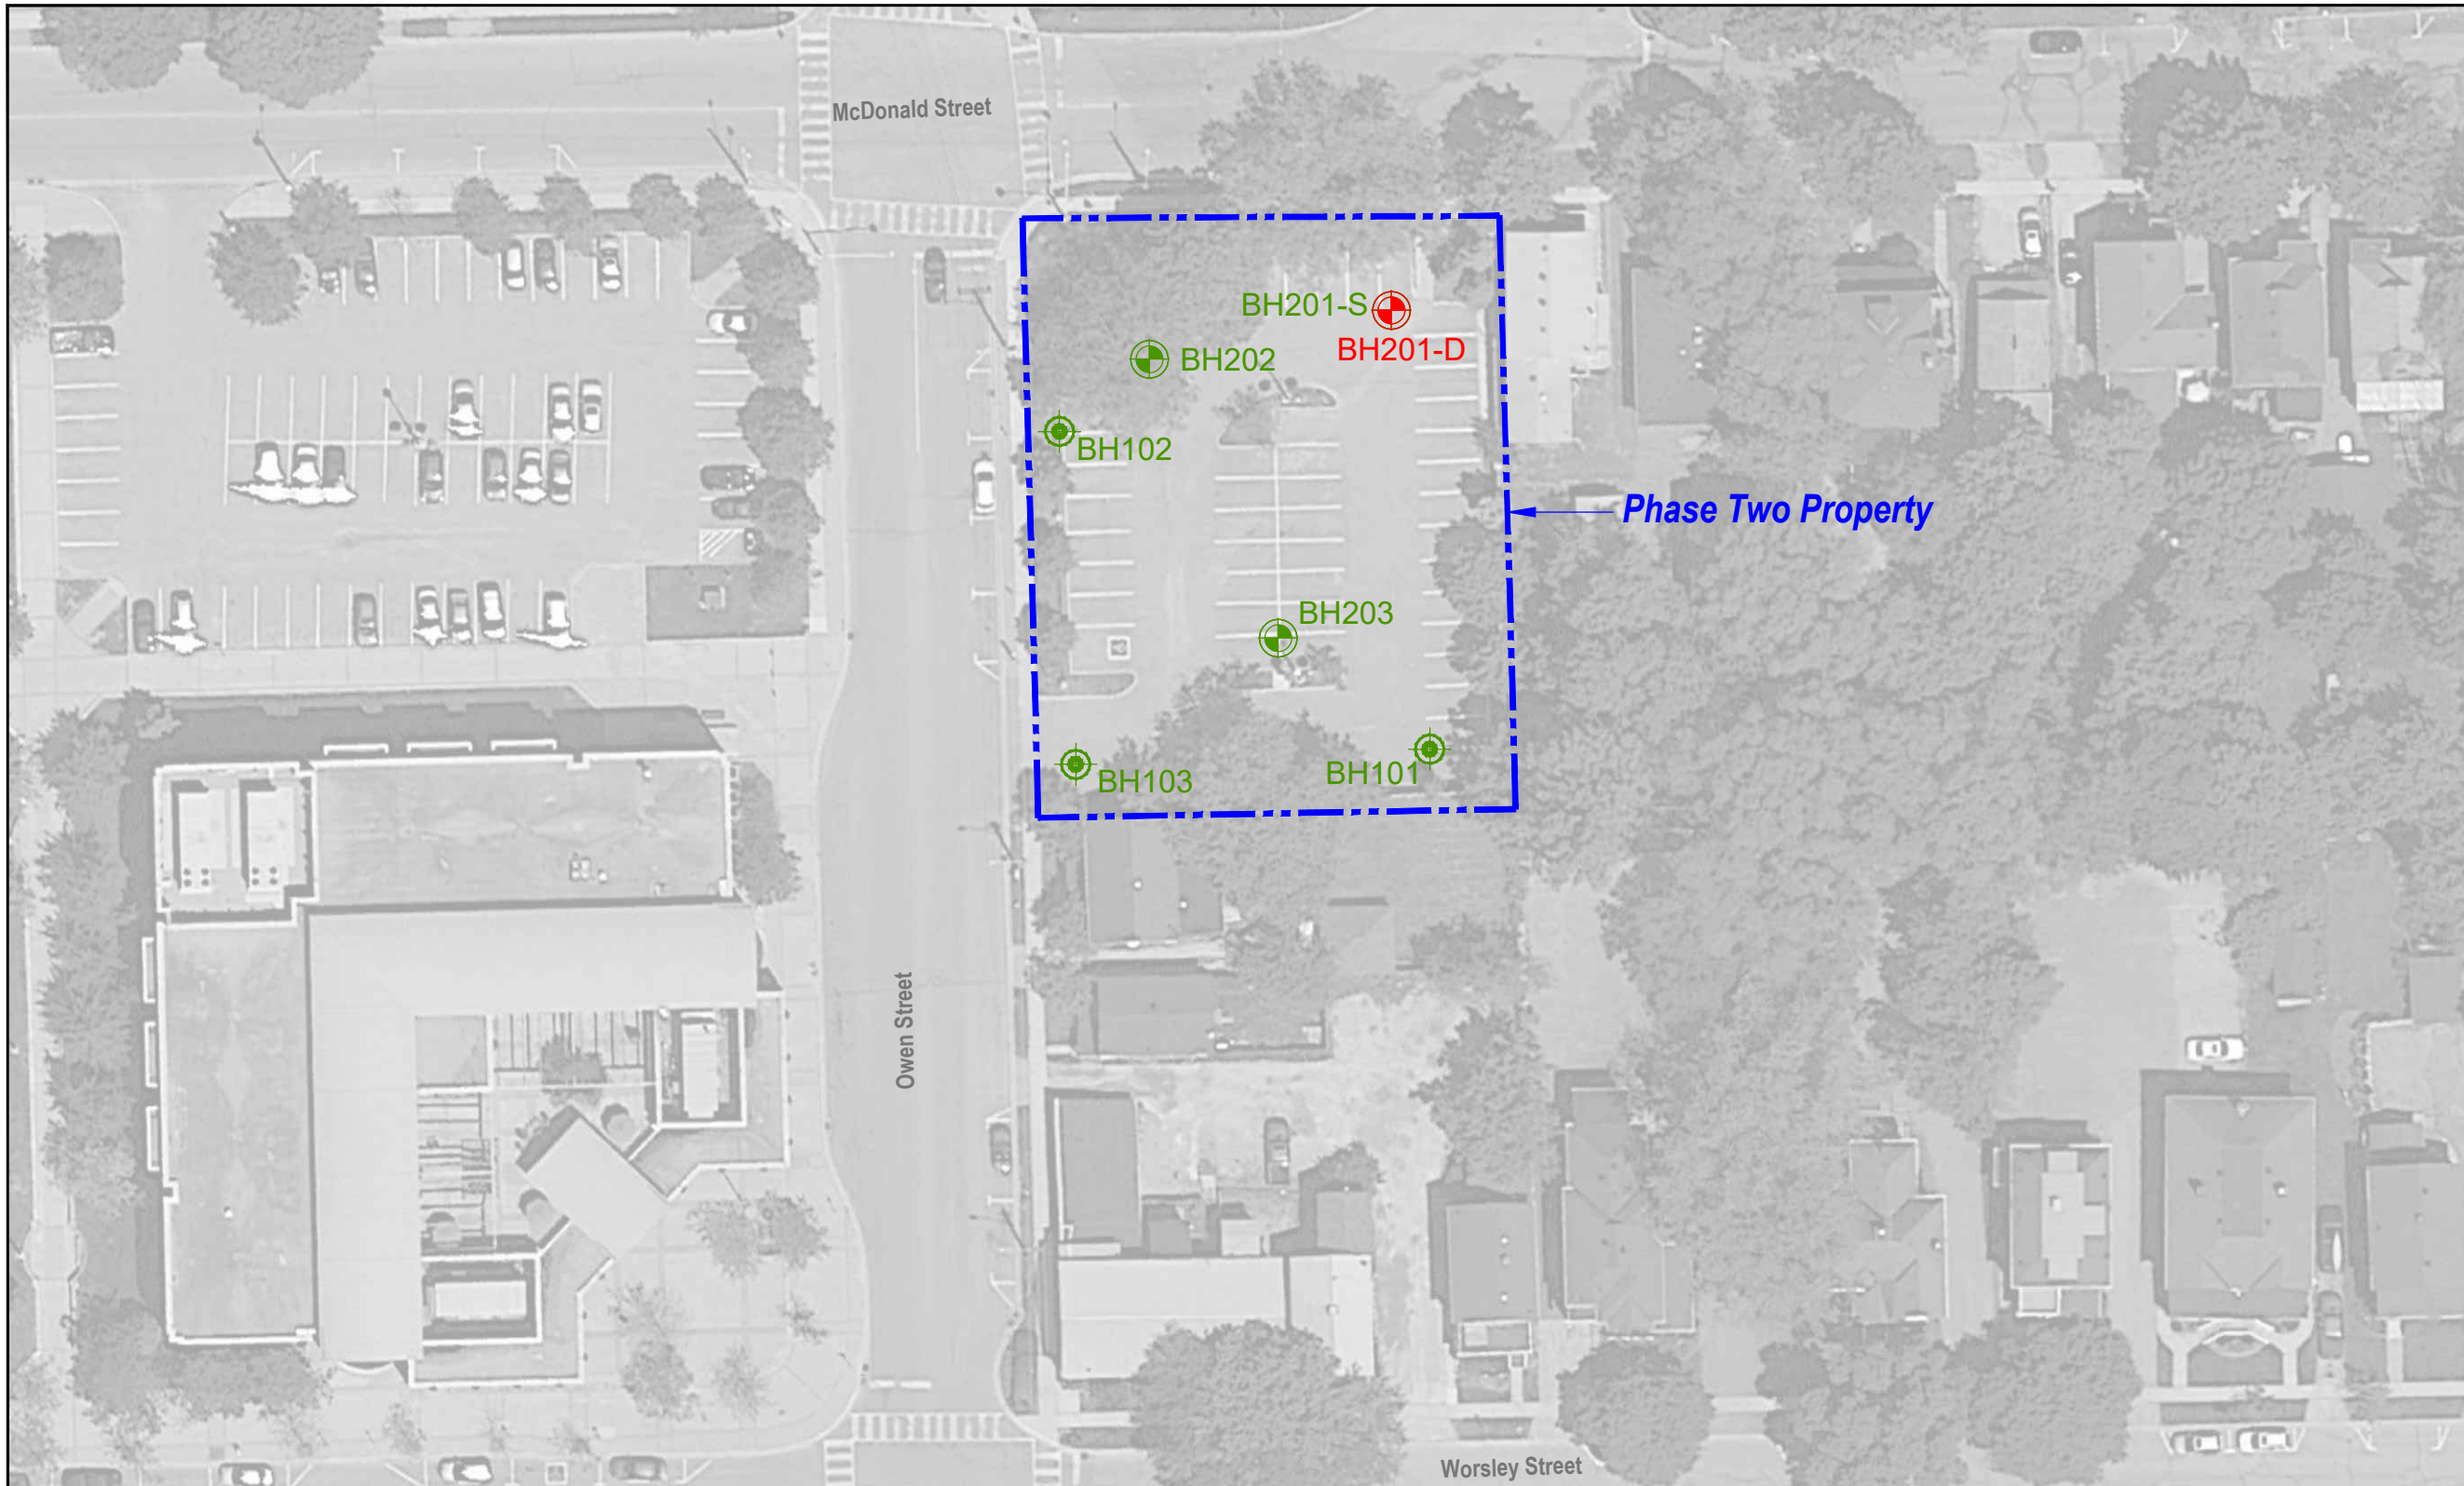 McDonald Street
BH201-S
BH201-D
BH202
BH102
Phase Two Property
BH203
BH103
BH101
Owen Street
Worsley Street